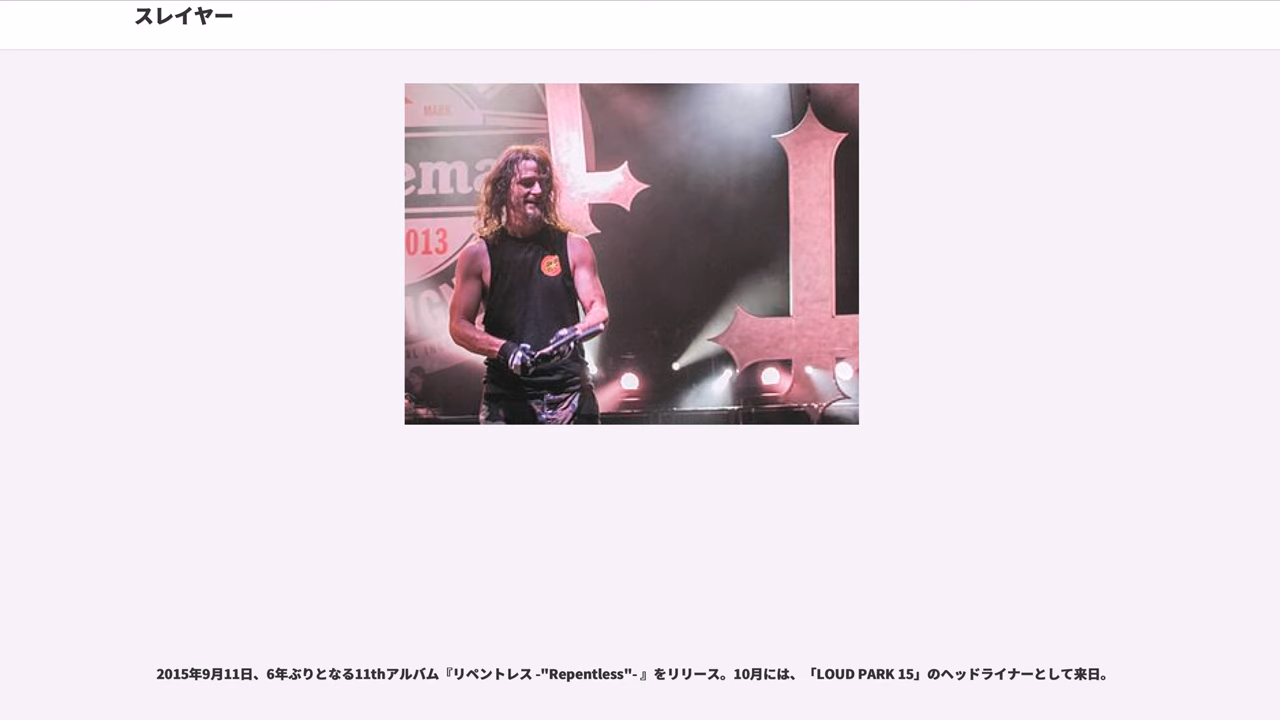 スレイヤー
MARK
ema
013
2015年9月11日、6年ぶりとなる11thアルバム『リペントレス -"Repentless"- 』をリリース。10月には、「LOUD PARK 15」のヘッドライナーとして来日。